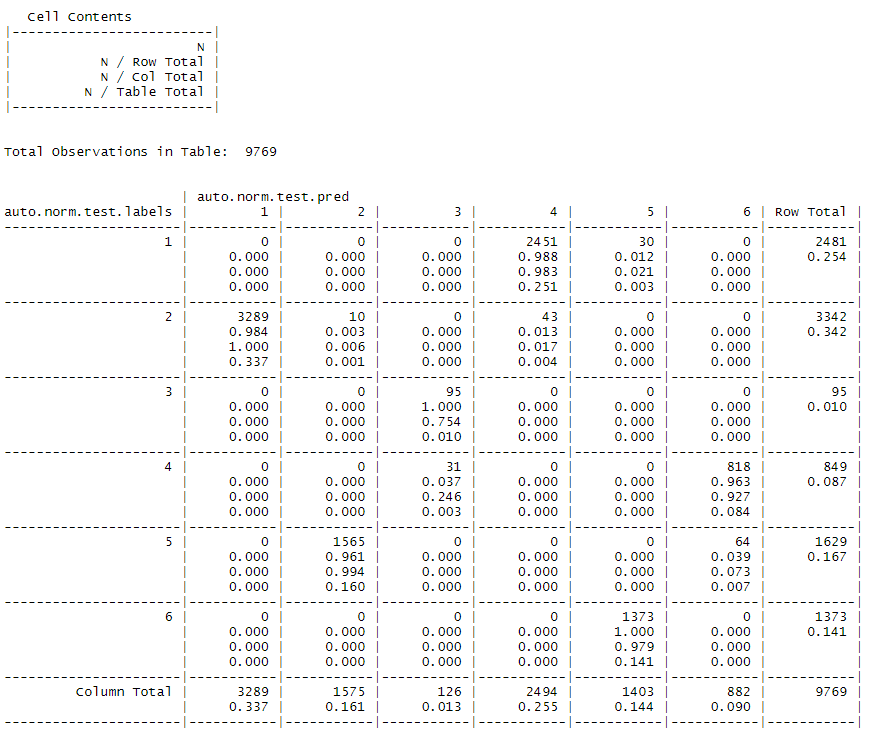 Cell Contents
|-------------------------|
| N |
| N / Row Total |
| N / Col Total |
| N / Table Total |
|-------------------------|
Total Observations in Table: 9769
| auto.norm.test.pred
auto.norm.test.labels | 1 | 2 | 3 | 4 | 5 | 6 | Row Total |
----------------------|-----------|-----------|-----------|-----------|-----------|-----------|-----------|
1 | 0 | 0 | 0 | 2451 | 30 | 0 | 2481 |
| 0.000 | 0.000 | 0.000 | 0.988 | 0.012 | 0.000 | 0.254 |
| 0.000 | 0.000 | 0.000 | 0.983 | 0.021 | 0.000 | |
| 0.000 | 0.000 | 0.000 | 0.251 | 0.003 | 0.000 | |
----------------------|-----------|-----------|-----------|-----------|-----------|-----------|-----------|
2 | 3289 | 10 | 0 | 43 | 0 | 0 | 3342 |
| 0.984 | 0.003 | 0.000 | 0.013 | 0.000 | 0.000 | 0.342 |
| 1.000 | 0.006 | 0.000 | 0.017 | 0.000 | 0.000 | |
| 0.337 | 0.001 | 0.000 | 0.004 | 0.000 | 0.000 | |
----------------------|-----------|-----------|-----------|-----------|-----------|-----------|-----------|
3 | 0 | 0 | 95 | 0 | 0 | 0 | 95 |
| 0.000 | 0.000 | 1.000 | 0.000 | 0.000 | 0.000 | 0.010 |
| 0.000 | 0.000 | 0.754 | 0.000 | 0.000 | 0.000 | |
| 0.000 | 0.000 | 0.010 | 0.000 | 0.000 | 0.000 | |
----------------------|-----------|-----------|-----------|-----------|-----------|-----------|-----------|
4 | 0 | 0 | 31 | 0 | 0 | 818 | 849 |
| 0.000 | 0.000 | 0.037 | 0.000 | 0.000 | 0.963 | 0.087 |
| 0.000 | 0.000 | 0.246 | 0.000 | 0.000 | 0.927 | |
| 0.000 | 0.000 | 0.003 | 0.000 | 0.000 | 0.084 | |
----------------------|-----------|-----------|-----------|-----------|-----------|-----------|-----------|
5 | 0 | 1565 | 0 | 0 | 0 | 64 | 1629 |
| 0.000 | 0.961 | 0.000 | 0.000 | 0.000 | 0.039 | 0.167 |
| 0.000 | 0.994 | 0.000 | 0.000 | 0.000 | 0.073 | |
| 0.000 | 0.160 | 0.000 | 0.000 | 0.000 | 0.007 | |
----------------------|-----------|-----------|-----------|-----------|-----------|-----------|-----------|
6 | 0 | 0 | 0 | 0 | 1373 | 0 | 1373 |
| 0.000 | 0.000 | 0.000 | 0.000 | 1.000 | 0.000 | 0.141 |
| 0.000 | 0.000 | 0.000 | 0.000 | 0.979 | 0.000 | |
| 0.000 | 0.000 | 0.000 | 0.000 | 0.141 | 0.000 | |
----------------------|-----------|-----------|-----------|-----------|-----------|-----------|-----------|
Column Total | 3289 | 1575 | 126 | 2494 | 1403 | 882 | 9769 |
| 0.337 | 0.161 | 0.013 | 0.255 | 0.144 | 0.090 | |
----------------------|-----------|-----------|-----------|-----------|-----------|-----------|-----------|